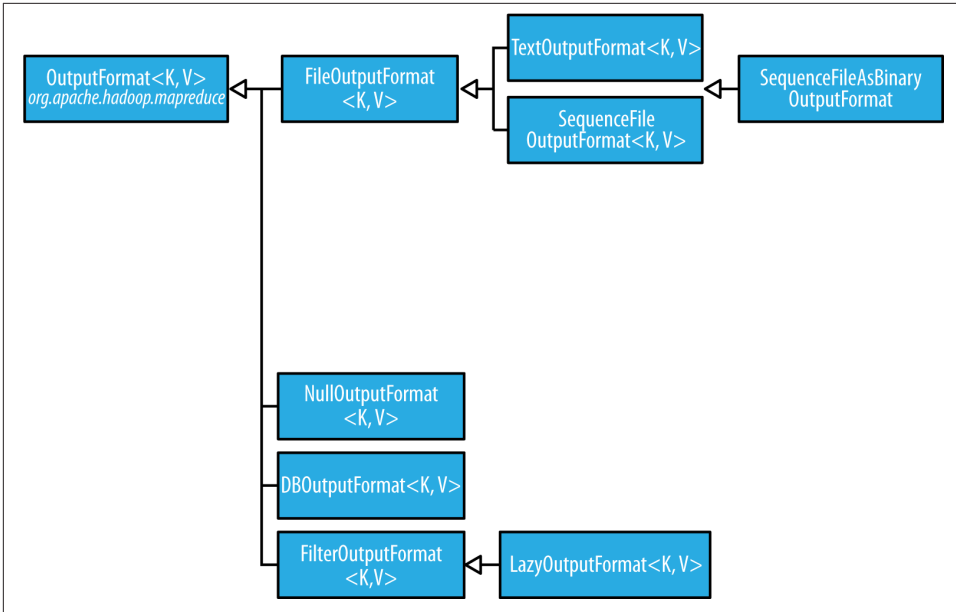 OutputFormat<K, V>
org.apache.hadoop.mapreduce
FileOutputFormat
<K, V>
TextOutputFormat<K, V>
SequenceFile
OutputFormat<K, V>
SequenceFileAsBinary
OutputFormat
NullOutputFormat
<K, V>
DBOutputFormat<K, V>
FilterOutputFormat
<K,V>
LazyOutputFormat<K, V>